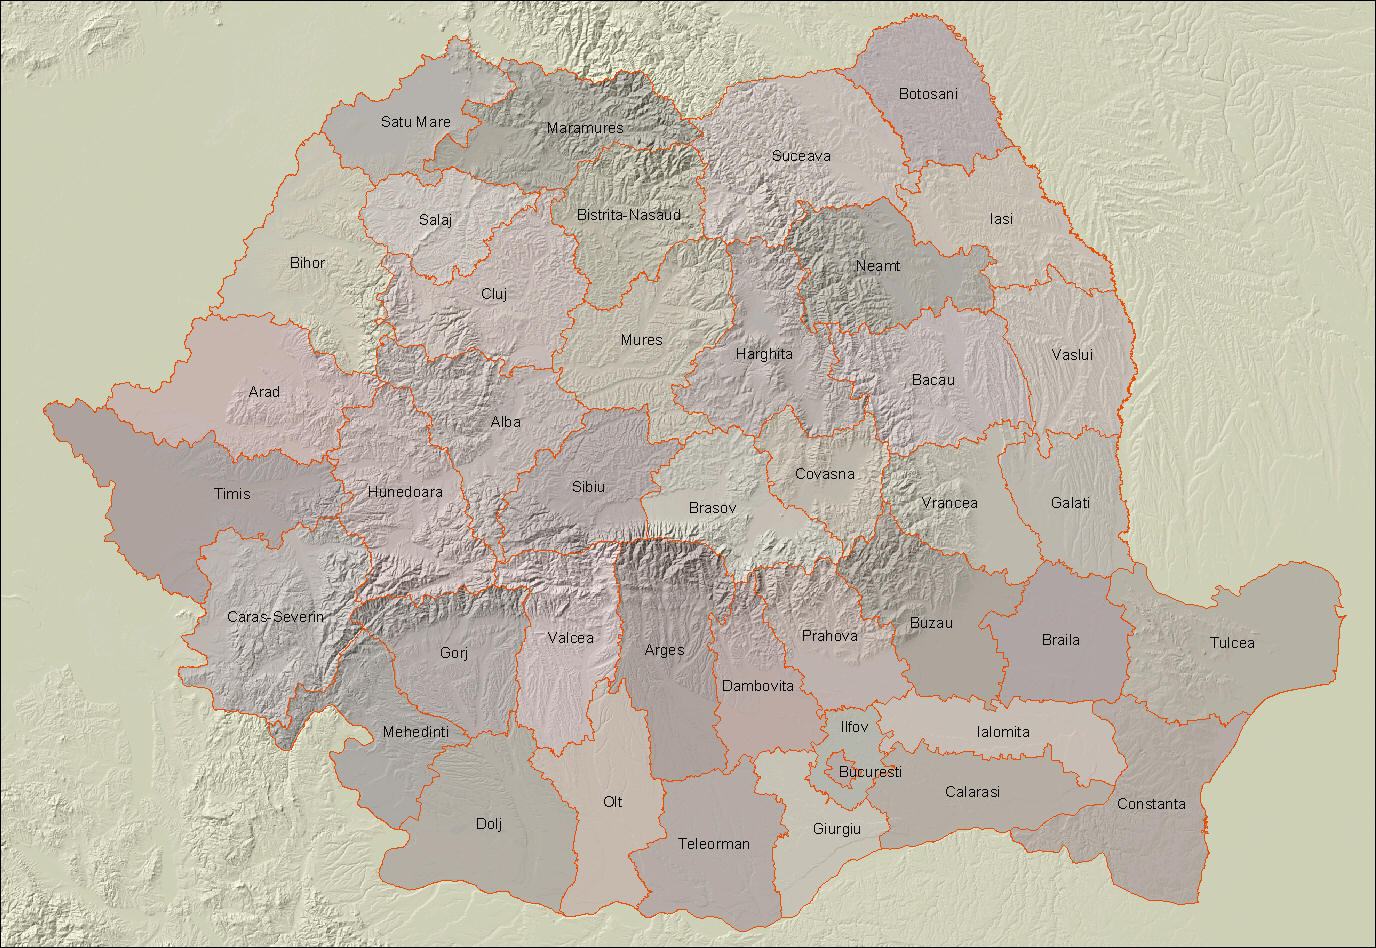 Botosani
Satu Mare
Maramures
Suceava
Salaj
Bistrita-Nasaud
Iasi
Bihor
Neamt
Cluj
Mures
Harghita
Vaslui
Bacau
Arad
Alba
Covasna
Timis
Hunedoara
Sibiu
Brasov
Vrancea
Galati
Caras-Severin
Valcea
Prahova
Buzau
Braila
Tulcea
Gorj
Arges
Dambovita
Mehedinti
Ilfov
Ialomita
Bucuresti
Calarasi
Olt
Constanta
Dolj
Giurgiu
Teleorman